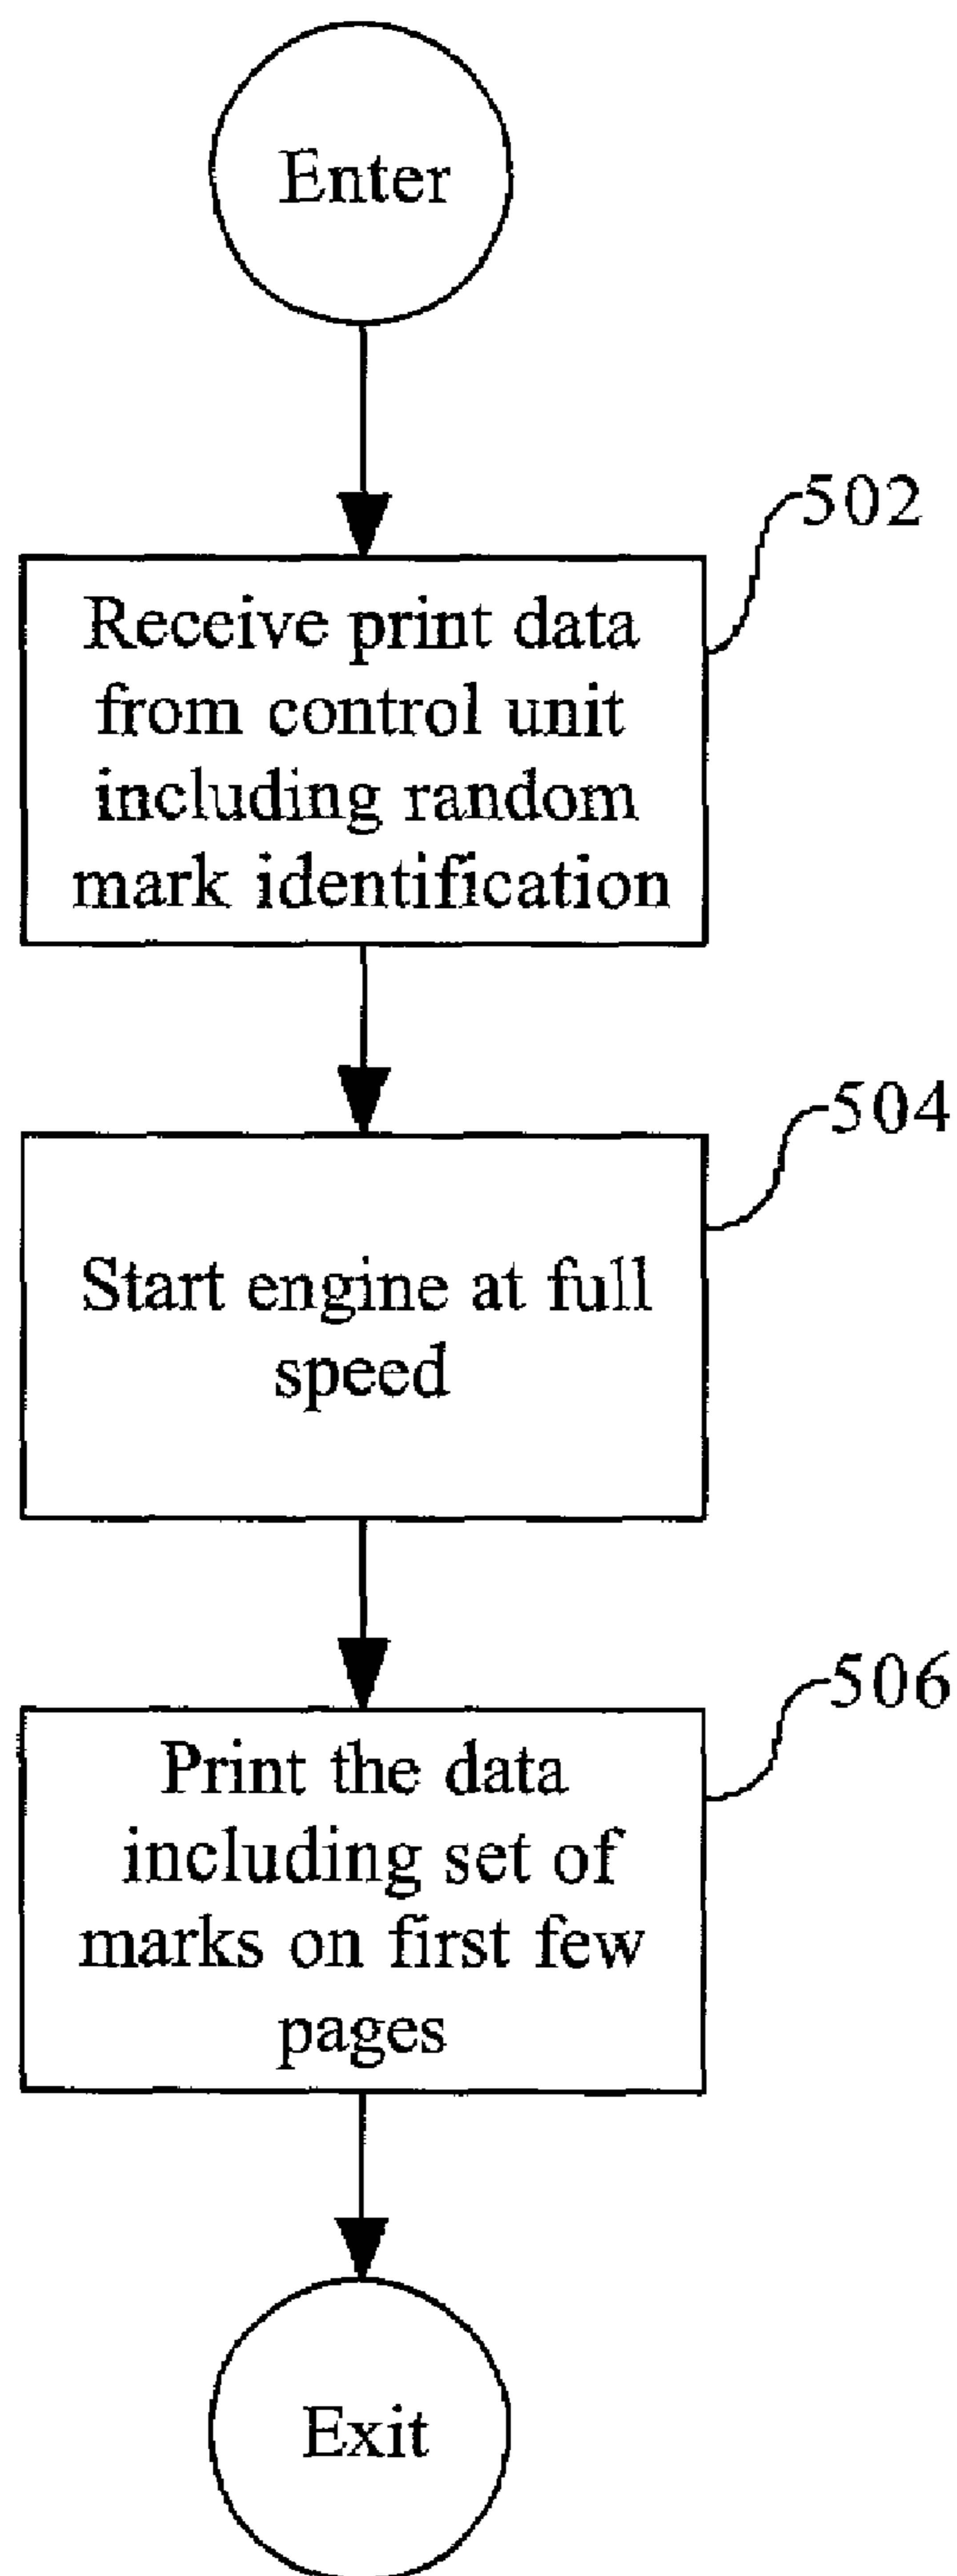 Enter
502
Receive print data
from control unit
including random
mark identification
504
Start engine at full
speed
506
Print the data
including set of
marks on first few
pages
Exit